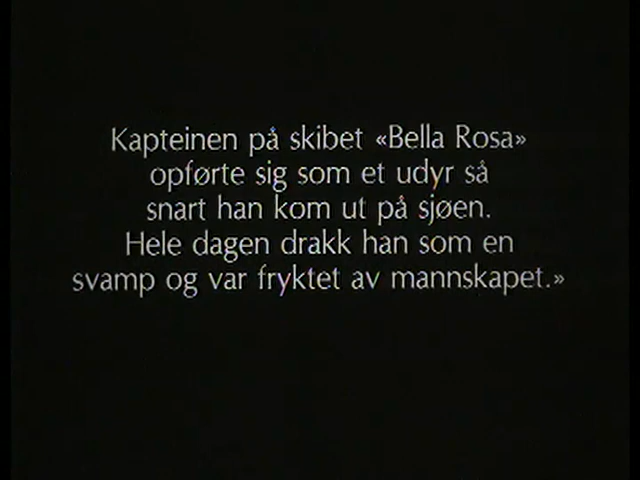 Kapteinen på skibet «Bella Rosa»
opførte sig som et udyr så
snart han kom ut på sjøen.
Hele dagen drakk han som en
svamp og var fryktet av mannskapet.»